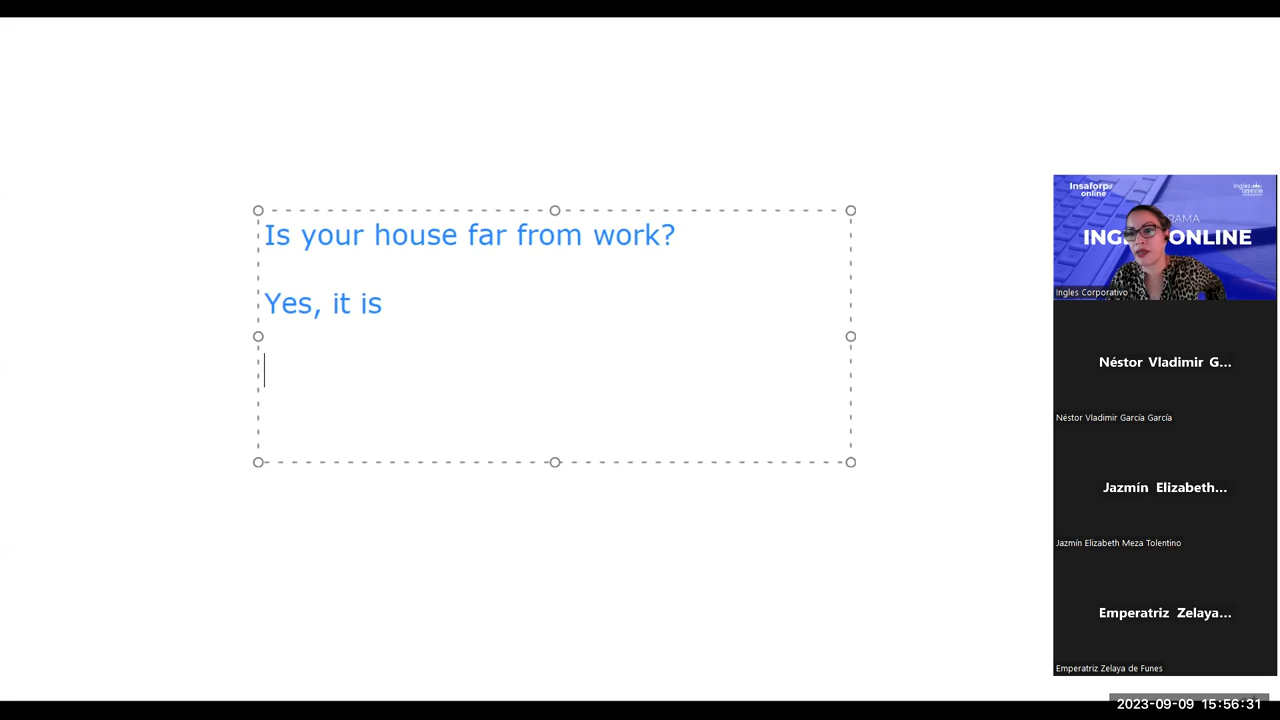 Is your house far from work?
Yes, it is
Insaforp
online
INGLES ONLINE
Ingles Corporativo
Néstor Vladimir G...
Néstor Vladimir García García
Jazmín Elizabeth...
Jazmín Elizabeth Meza Tolentino
Emperatriz Zelaya...
Emperatriz Zelaya de Funes
2023-09-09 15:56:31